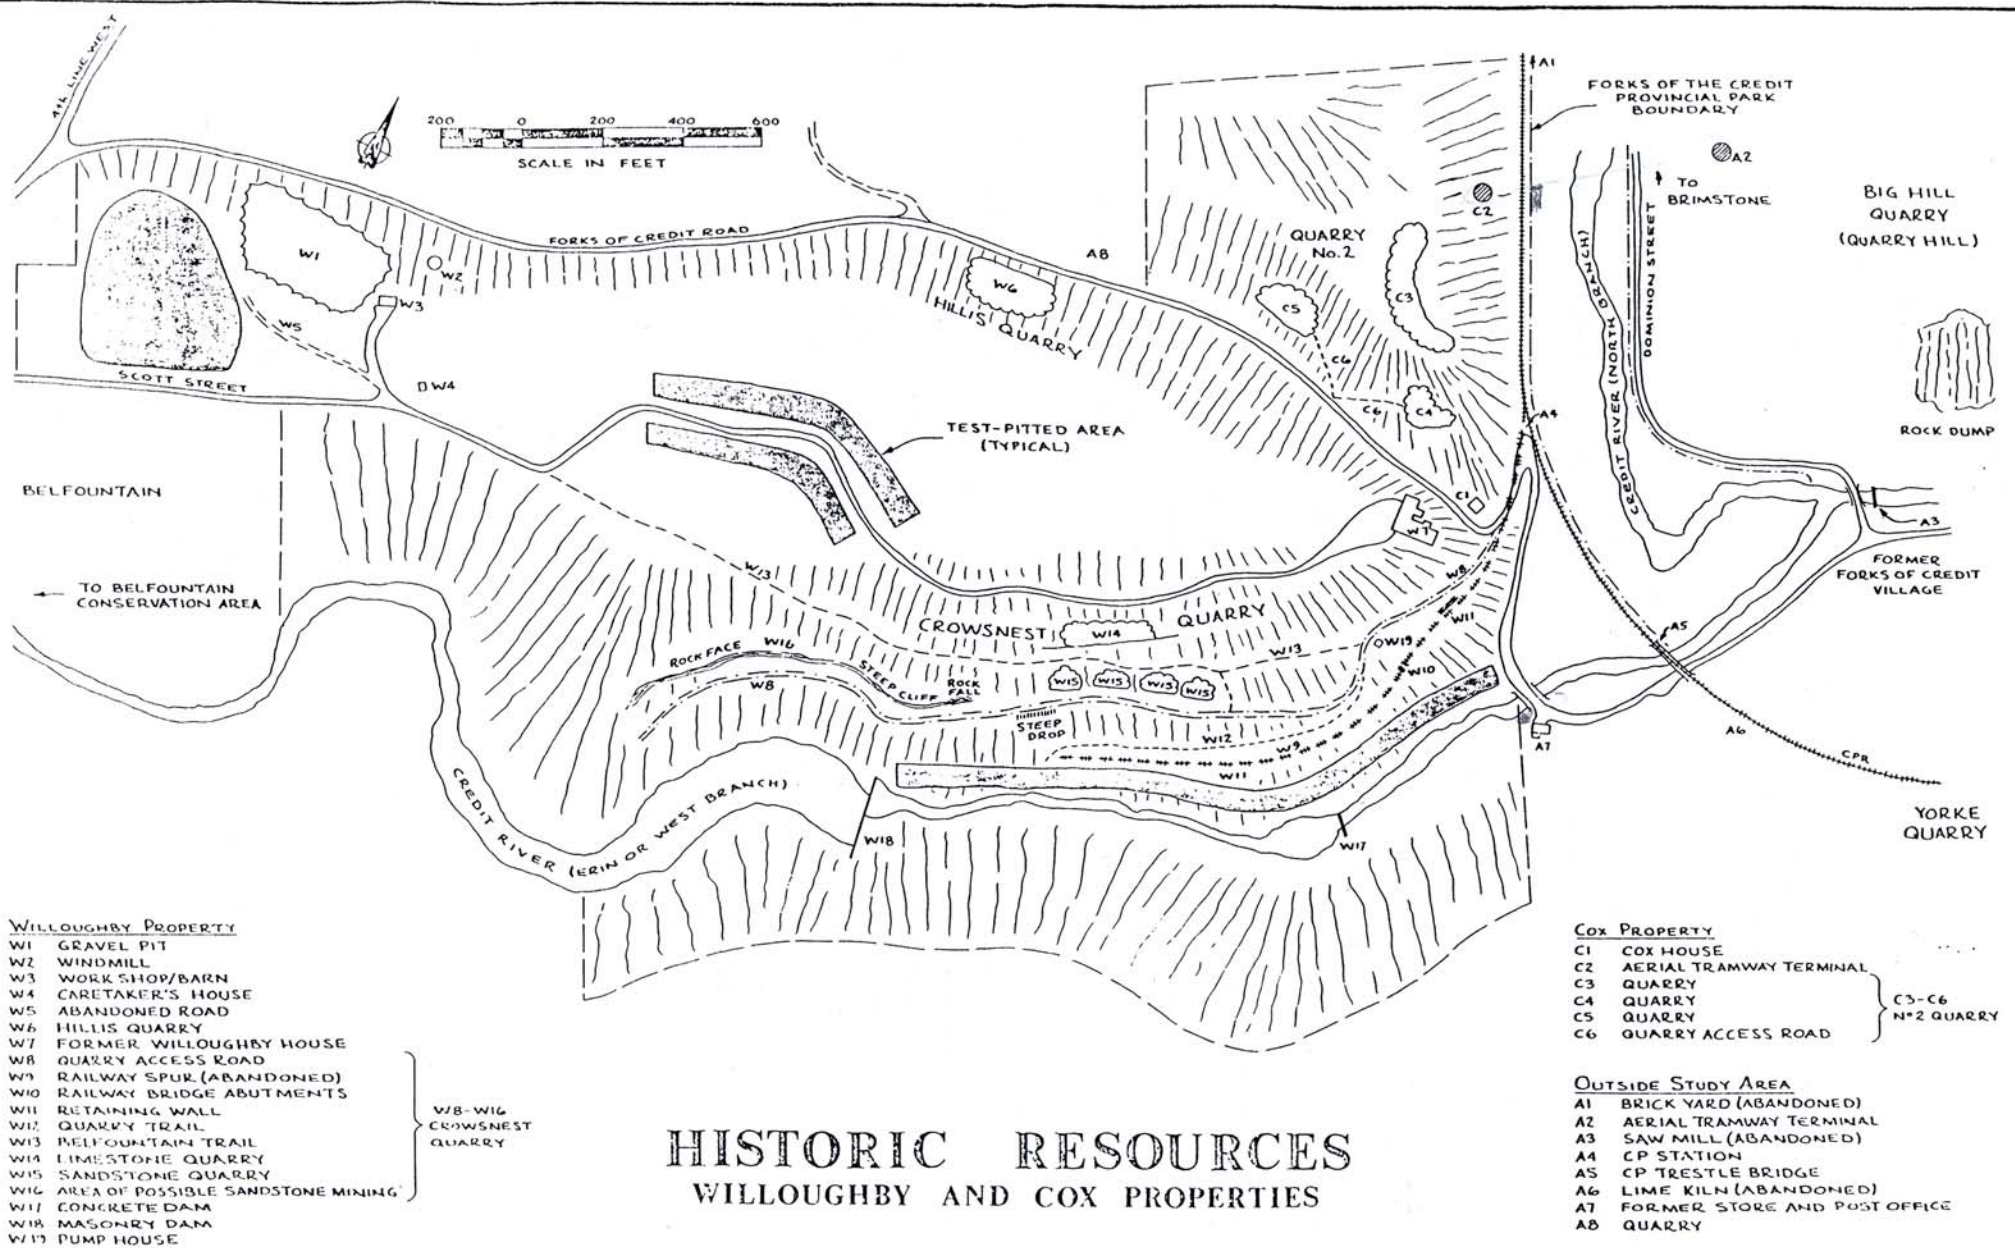 4th LINE WEST
200 0 200 400 600
SCALE IN FEET
A1
FORKS OF THE CREDIT
PROVINCIAL PARK
BOUNDARY
A2
TO
BRIMSTONE
BIG HILL
QUARRY
(QUARRY HILL)
C2
QUARRY
No.2
FORKS OF CREDIT ROAD
A8
W1
W2
W3
W5
W6
HILLIS QUARRY
C5
C3
C6
C6
C4
CREDIT RIVER (NORTH BRANCH)
DOMINION STREET
SCOTT STREET
W4
A4
ROCK DUMP
TEST-PITTED AREA
(TYPICAL)
BELFOUNTAIN
C1
W7
A3
FORMER
FORKS OF CREDIT
VILLAGE
TO BELFOUNTAIN
CONSERVATION AREA
W13
W8
CROWSNEST
QUARRY
W14
W11
A5
ROCK FACE
W16
STEEP CLIFF
ROCK
FALL
W13
W19
W10
W8
W15
W15
W15
W15
STEEP
DROP
W12
W9
W11
A7
A6
CPR
CREDIT RIVER (ERIN OR WEST BRANCH)
W18
W17
YORKE
QUARRY
WILLOUGHBY PROPERTY
W1 GRAVEL PIT
W2 WINDMILL
W3 WORK SHOP/BARN
W4 CARETAKER'S HOUSE
W5 ABANDONED ROAD
W6 HILLIS QUARRY
W7 FORMER WILLOUGHBY HOUSE
W8 QUARRY ACCESS ROAD
W9 RAILWAY SPUR (ABANDONED)
W10 RAILWAY BRIDGE ABUTMENTS
W11 RETAINING WALL
W12 QUARRY TRAIL
W13 BELFOUNTAIN TRAIL
W14 LIMESTONE QUARRY
W15 SANDSTONE QUARRY
W16 AREA OF POSSIBLE SANDSTONE MINING
W17 CONCRETE DAM
W18 MASONRY DAM
W19 PUMP HOUSE
W8-W16
CROWSNEST
QUARRY
HISTORIC RESOURCES
WILLOUGHBY AND COX PROPERTIES
COX PROPERTY
C1 COX HOUSE
C2 AERIAL TRAMWAY TERMINAL
C3 QUARRY
C4 QUARRY
C5 QUARRY
C6 QUARRY ACCESS ROAD
C3-C6
Nº2 QUARRY
OUTSIDE STUDY AREA
A1 BRICK YARD (ABANDONED)
A2 AERIAL TRAMWAY TERMINAL
A3 SAW MILL (ABANDONED)
A4 CP STATION
A5 CP TRESTLE BRIDGE
A6 LIME KILN (ABANDONED)
A7 FORMER STORE AND POST OFFICE
A8 QUARRY